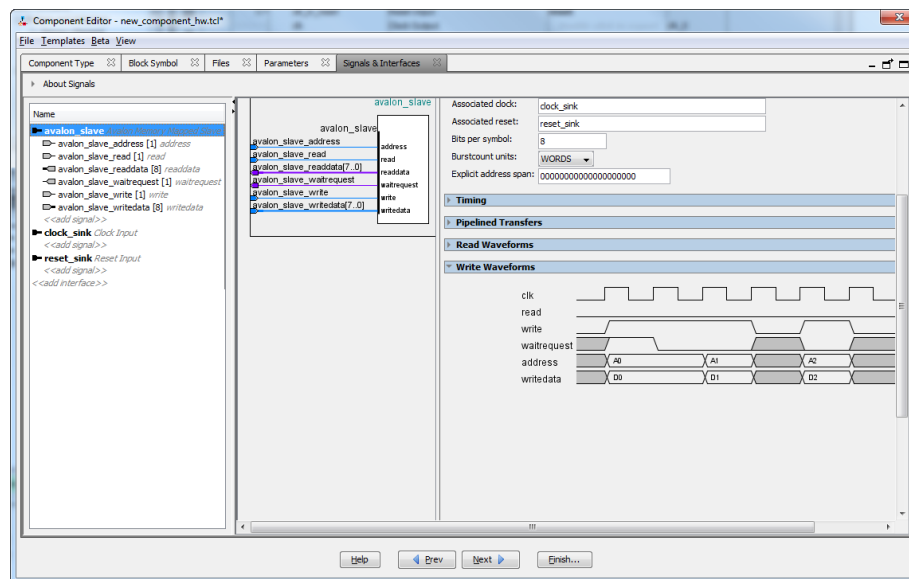 Component Editor - new_component_hw.tcl*
File Templates Beta View
Component Type Block Symbol Files Parameters Signals & Interfaces
About Signals
Name
avalon_slave
avalon_slave_address [1] address
avalon_slave_read [1] read
avalon_slave_readdata [8] readdata
avalon_slave_waitrequest [1] waitrequest
avalon_slave_write [1] write
avalon_slave_writedata [8] writedata
<<add signal>>
clock_sink Clock Input
<<add signal>>
reset_sink Reset Input
<<add signal>>
<<add interface>>
avalon_slave
avalon_slave
avalon_slave_address
address
avalon_slave_read
read
avalon_slave_readdata[7..0]
readdata
avalon_slave_waitrequest
waitrequest
avalon_slave_write
write
avalon_slave_writedata[7..0]
writedata
Associated clock: clock_sink
Associated reset: reset_sink
Bits per symbol: 8
Burstcount units: WORDS
Explicit address span: 00000000000000000000
Timing
Pipelined Transfers
Read Waveforms
Write Waveforms
clk
read
write
waitrequest
address A0 A1 A2
writedata D0 D1 D2
Help Prev Next Finish...